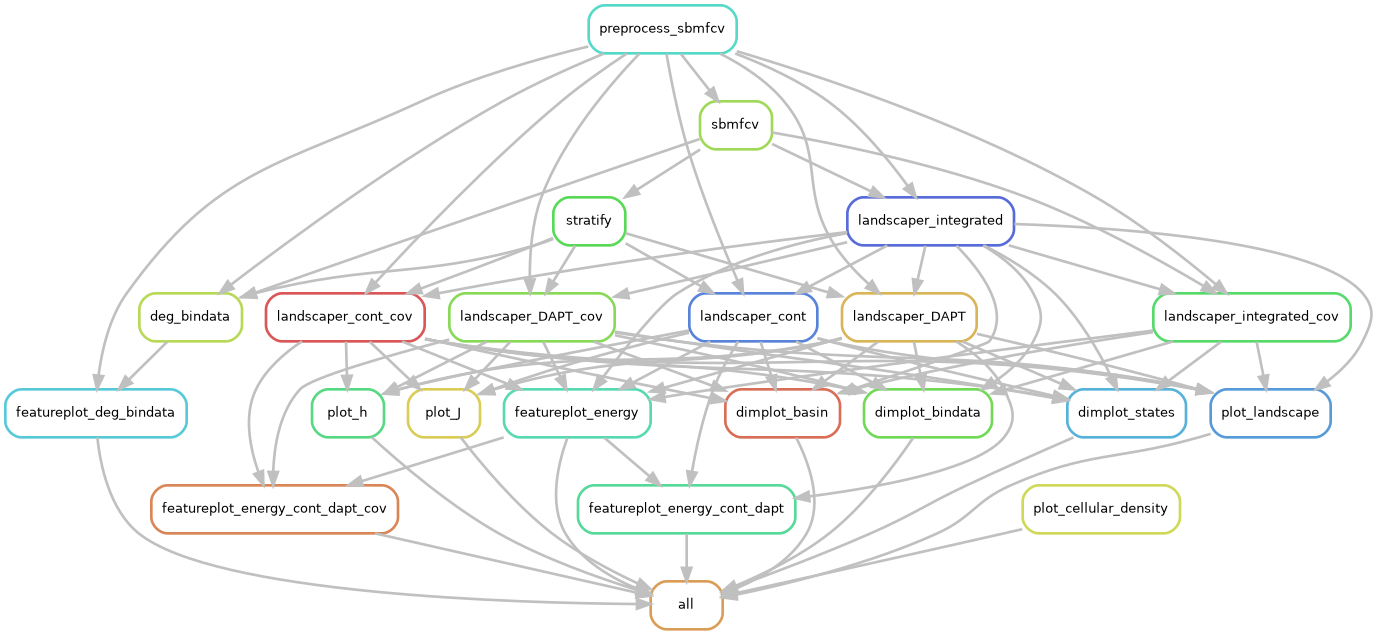 preprocess_sbmfcv
sbmfcv
stratify
landscaper_integrated
deg_bindata
landscaper_cont_cov
landscaper_DAPT_cov
landscaper_cont
landscaper_DAPT
landscaper_integrated_cov
featureplot_deg_bindata
plot_h
plot_J
featureplot_energy
dimplot_basin
dimplot_bindata
dimplot_states
plot_landscape
featureplot_energy_cont_dapt_cov
featureplot_energy_cont_dapt
plot_cellular_density
all